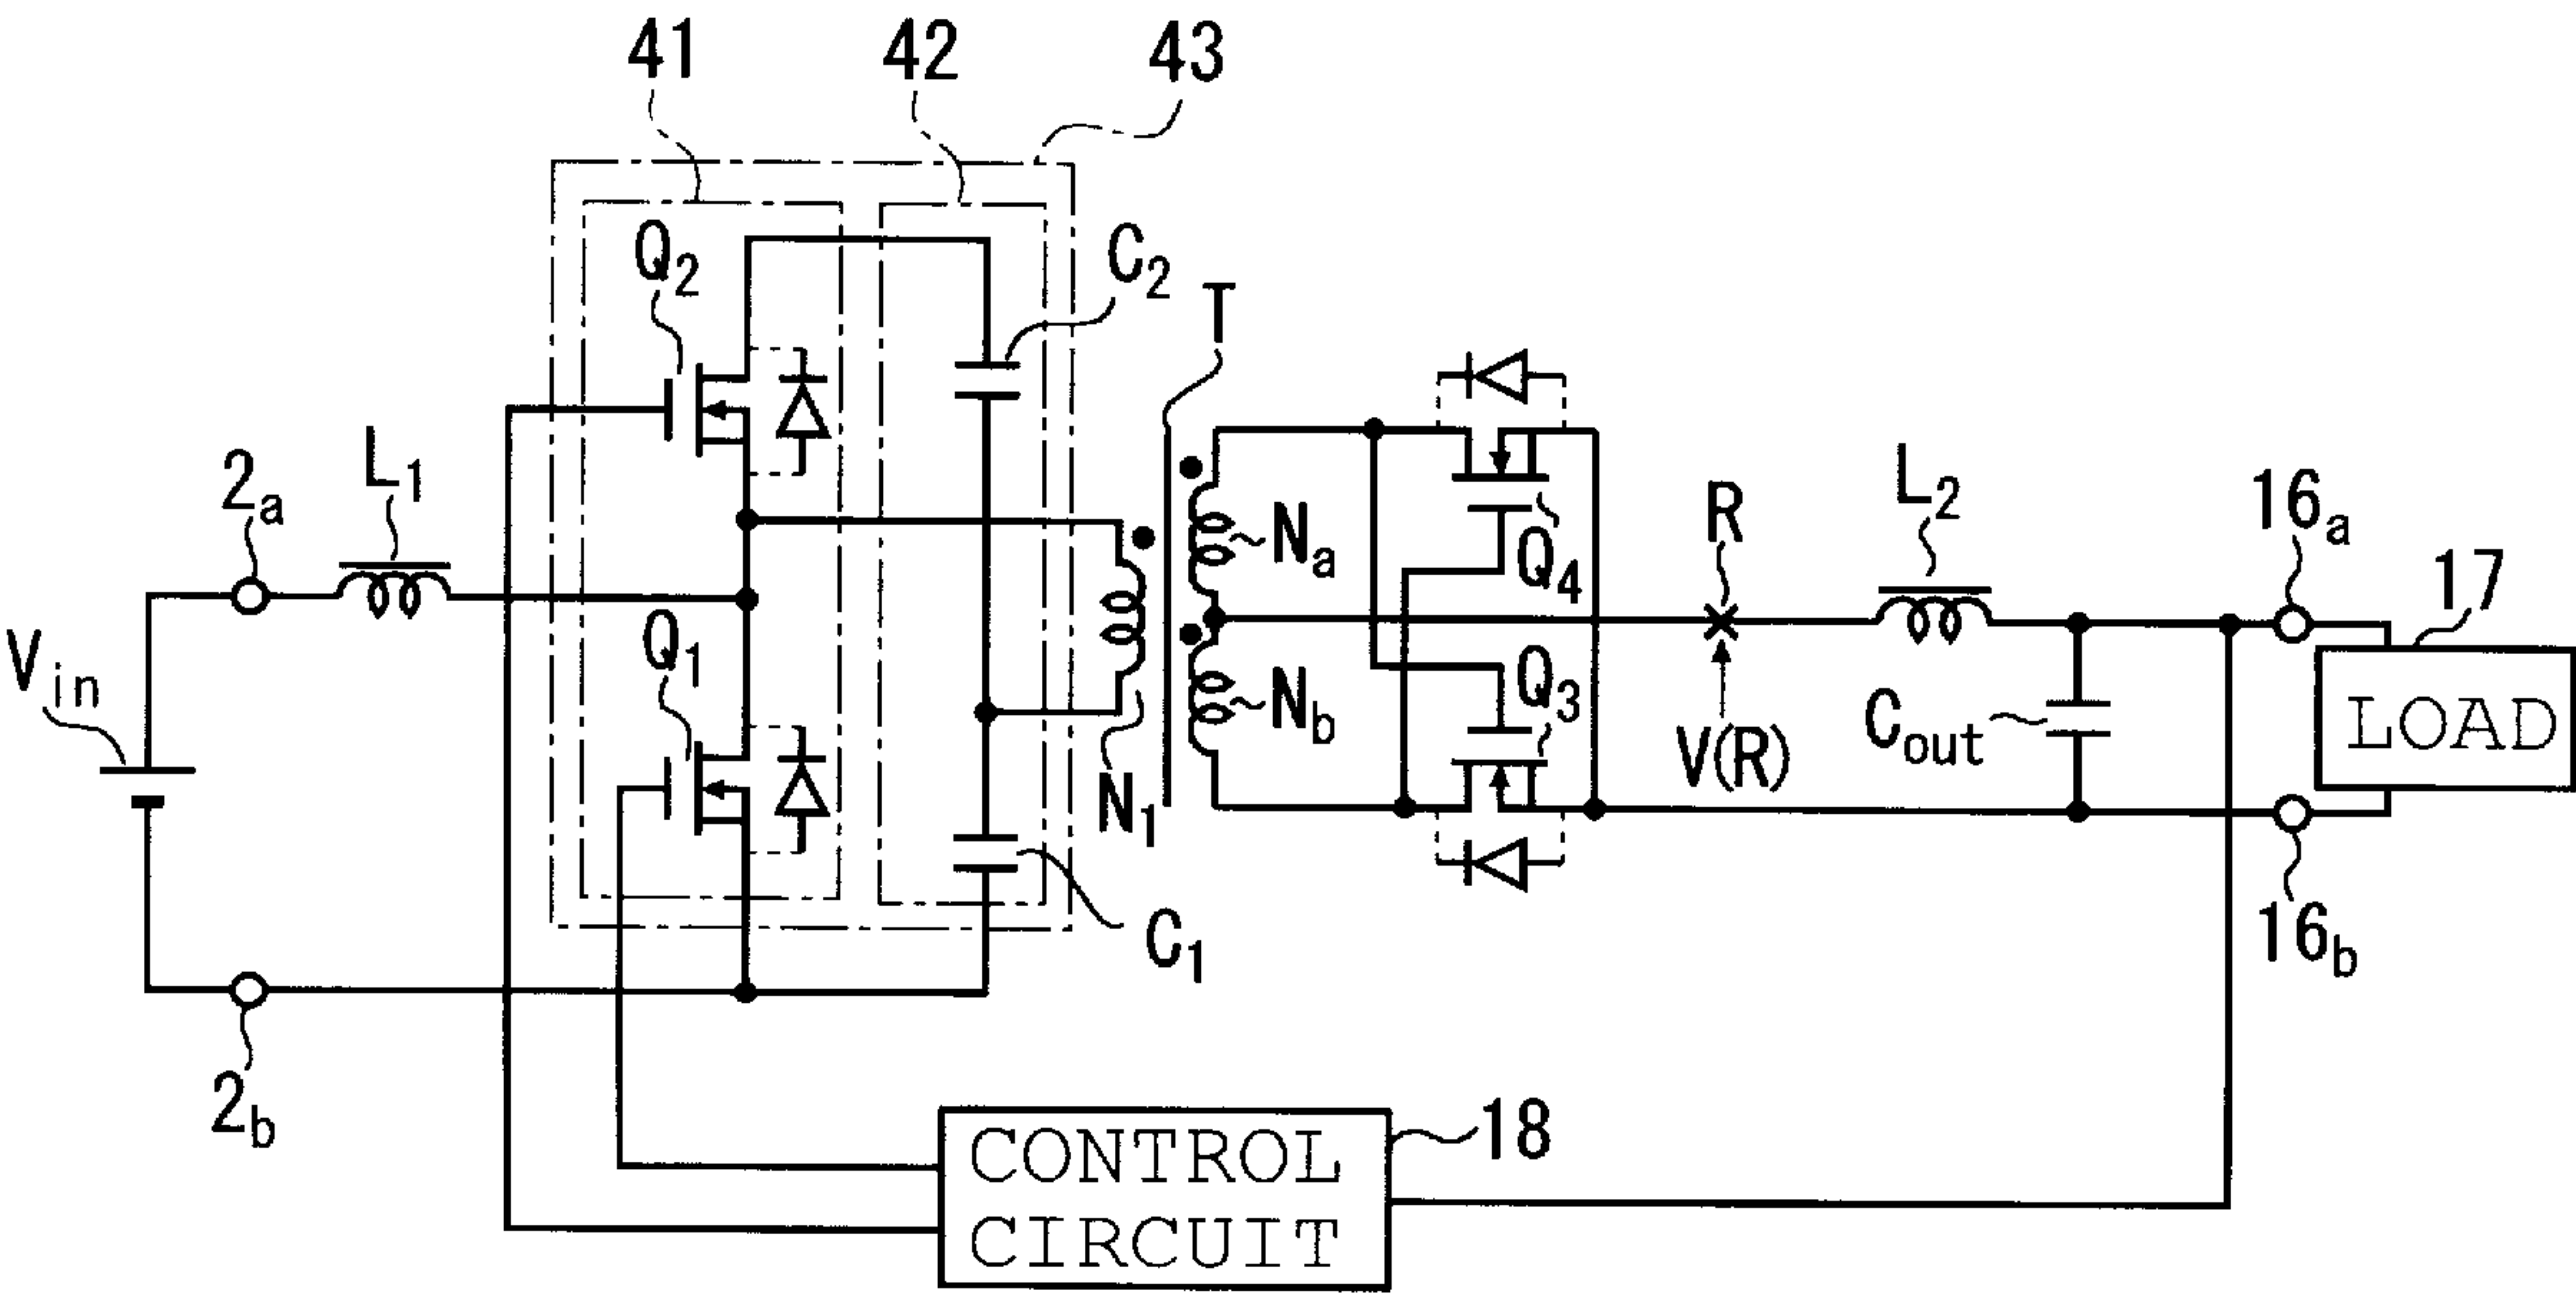 41
42
43
Q2
C2
T
2a
L1
Q1
Vin
Na
Nb
N1
Q4
Q3
R
V(R)
L2
16a
17
Cout
LOAD
C1
16b
2b
CONTROL
CIRCUIT
18